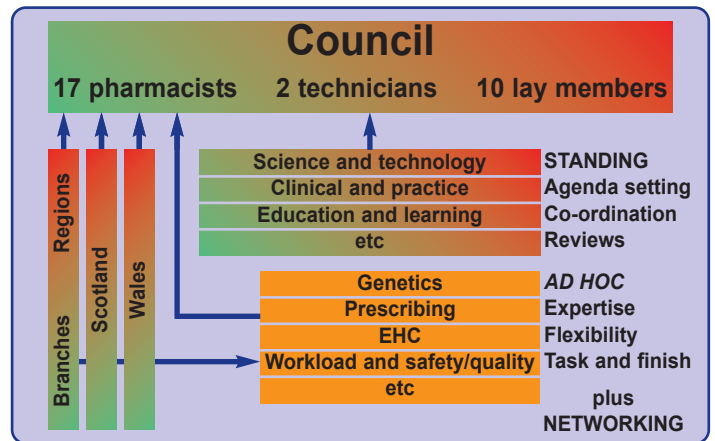 Council
17 pharmacists 2 technicians 10 lay members
Branches Regions
Scotland
Wales
Science and technology STANDING
Clinical and practice Agenda setting
Education and learning Co-ordination
etc Reviews
Genetics AD HOC
Prescribing Expertise
EHC Flexibility
Workload and safety/quality Task and finish
etc
plus
NETWORKING